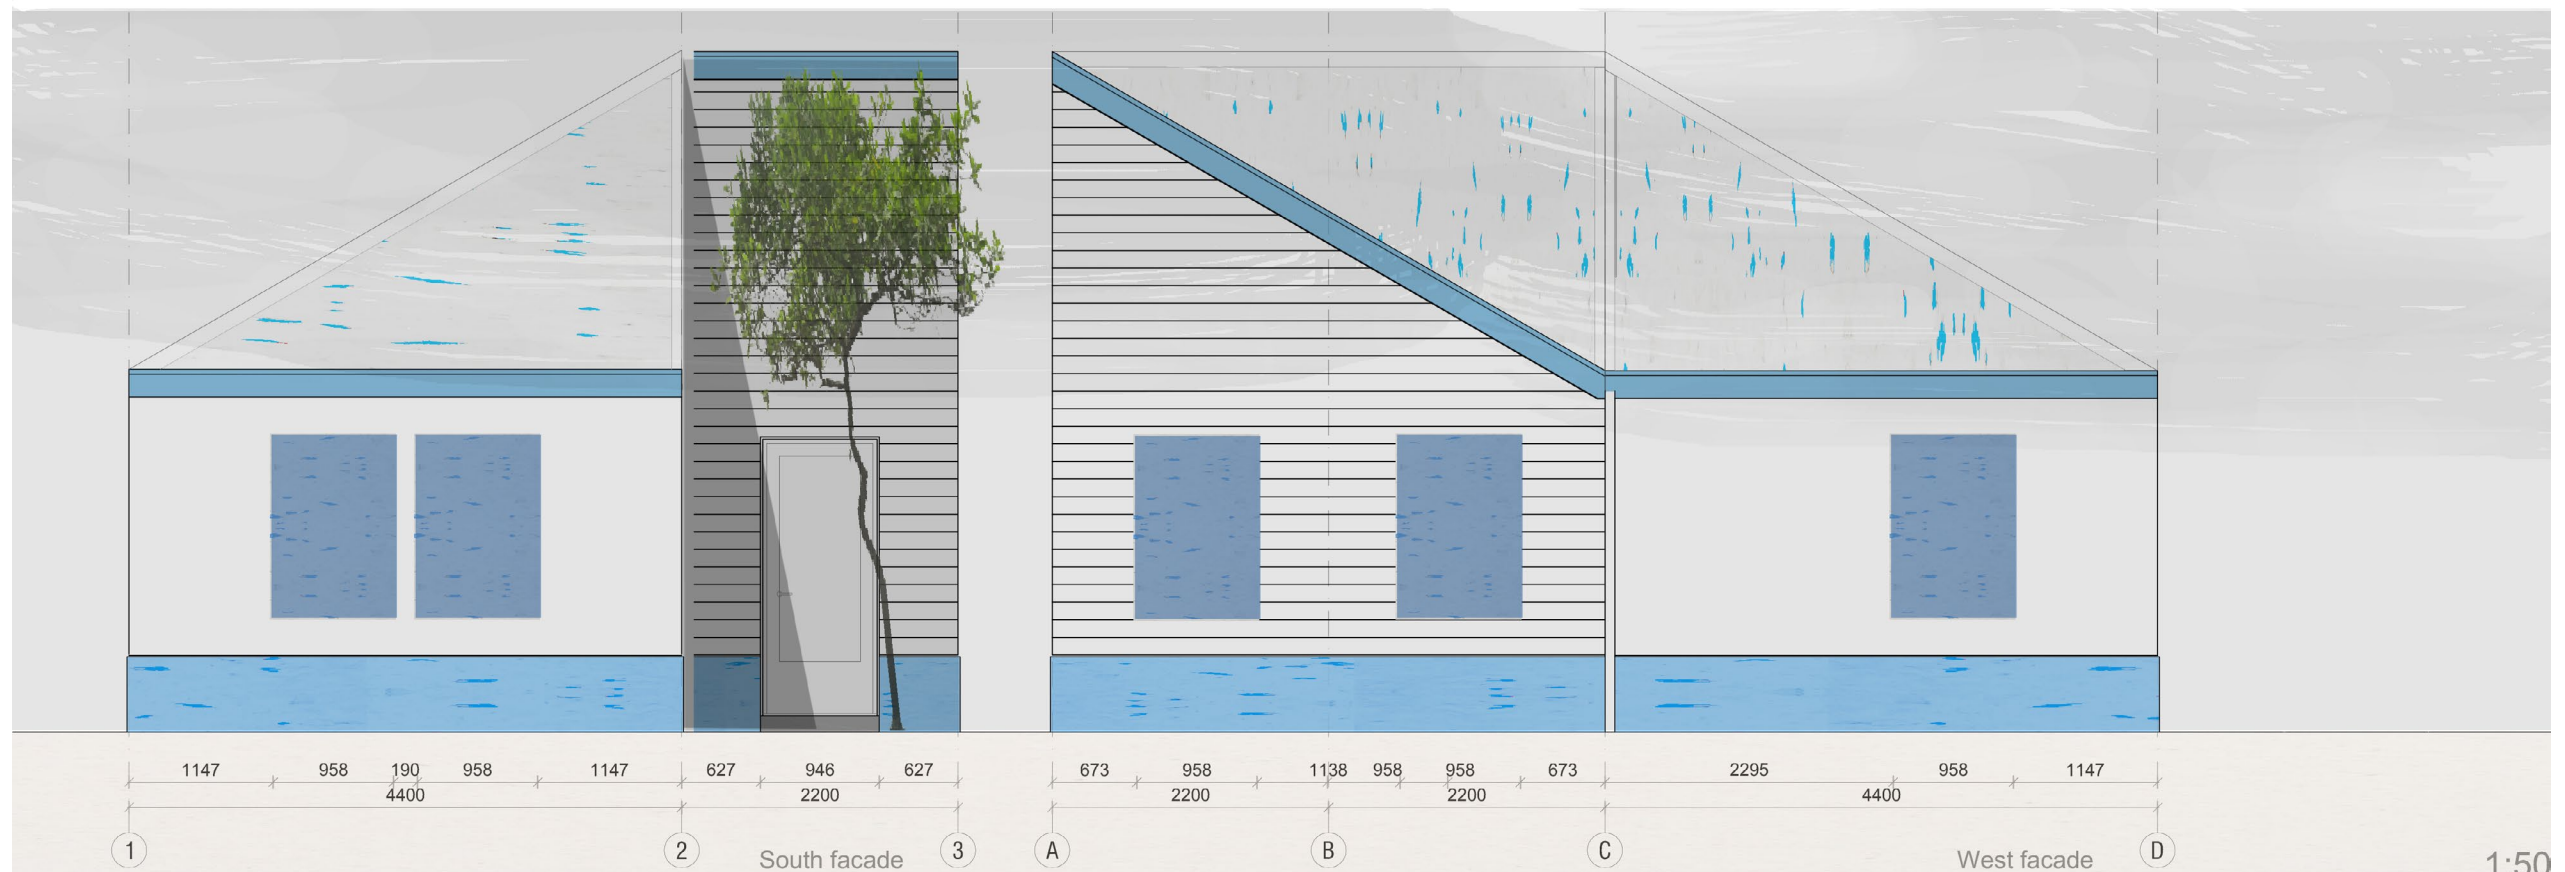 1147 958 190 958 1147 627 946 627 673 958 1138 958 958 673 2295 958 1147
4400 2200 2200 2200 4400
1 2 3 A B C D
South facade West facade 1:50